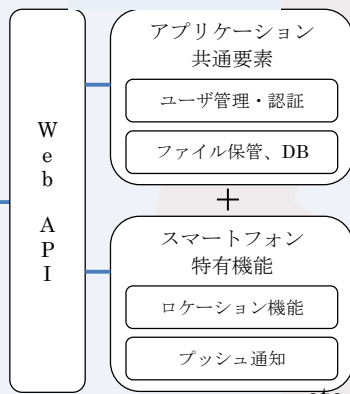 Web API
アプリケーション
共通要素
ユーザ管理・認証
ファイル保管、DB
+
スマートフォン
特有機能
ロケーション機能
プッシュ通知